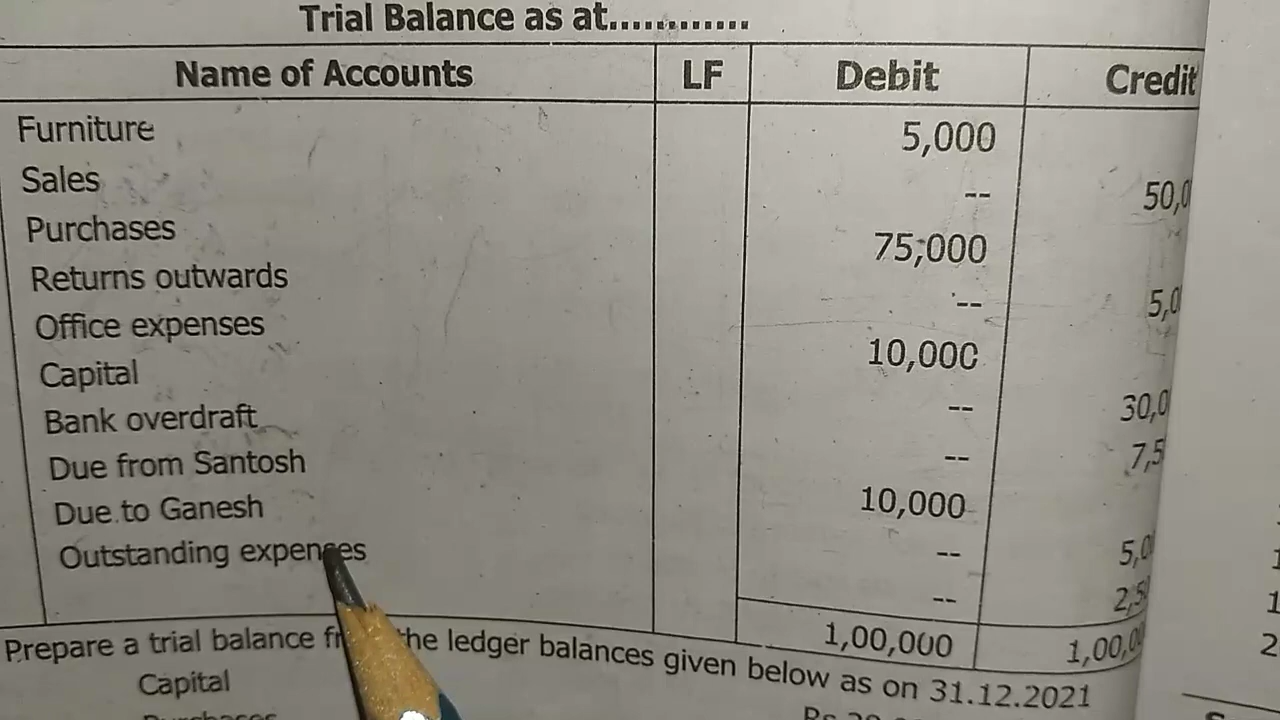 Trial Balance as at............
Name of Accounts LF Debit Credit
Furniture 5,000
Sales -- 50,0
Purchases 75,000
Returns outwards -- 5,0
Office expenses 10,000
Capital -- 30,0
Bank overdraft -- 7,5
Due from Santosh 10,000
Due to Ganesh -- 5,0
Outstanding expenses -- 2,5
1,00,000 1,00,0
Prepare a trial balance the ledger balances given below as on 31.12.2021
Capital